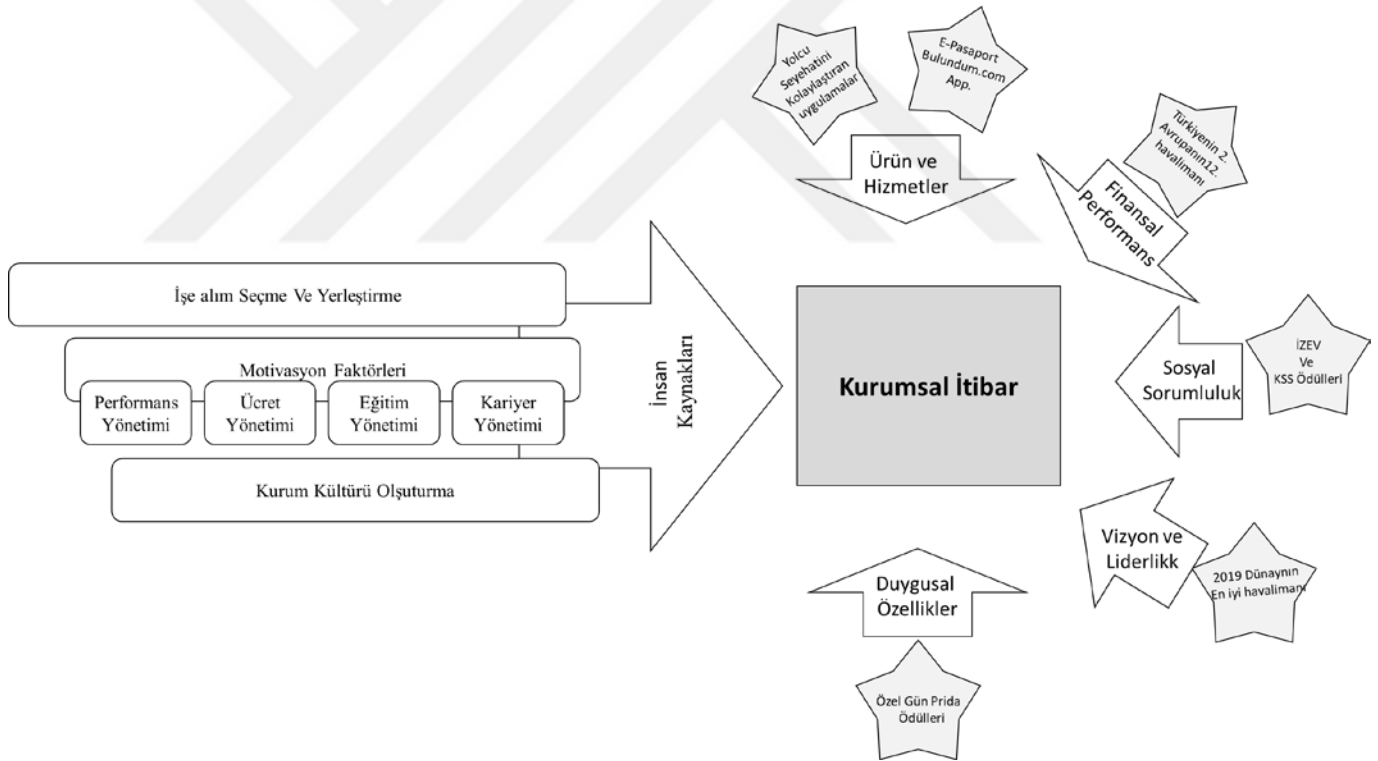 İşe alım Seçme Ve Yerleştirme
Motivasyon Faktörleri
Performans
Yönetimi
Ücret
Yönetimi
Eğitim
Yönetimi
Kariyer
Yönetimi
Kurum Kültürü Olşuturma
İnsan
Kaynakları
Yolcu
Seyehatini
Kolaylaştıran
uygulamalar
E-Pasaport
Bulundum.com
App.
Ürün ve
Hizmetler
Türkiyenin 2.
Avrupanın12.
havalimanı
Finansal
Performans
Kurumsal İtibar
Sosyal
Sorumluluk
İZEV
Ve
KSS Ödülleri
Vizyon ve
Liderlikk
2019 Dünaynın
En iyi havalimanı
Duygusal
Özellikler
Özel Gün Prida
Ödülleri